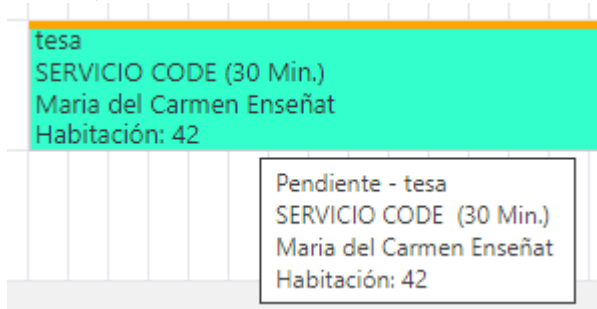 tesa
SERVICIO CODE (30 Min.)
Maria del Carmen Enseñat
Habitación: 42
Pendiente - tesa
SERVICIO CODE  (30 Min.)
Maria del Carmen Enseñat
Habitación: 42